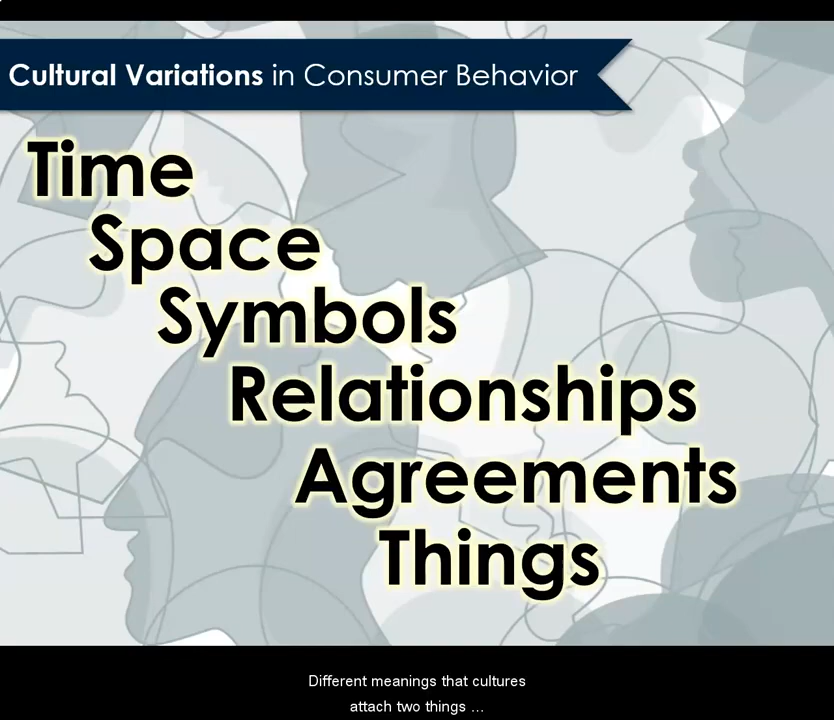 Cultural Variations in Consumer Behavior
Time
Space
Symbols
Relationships
Agreements
Things
Different meanings that cultures
attach two things ...